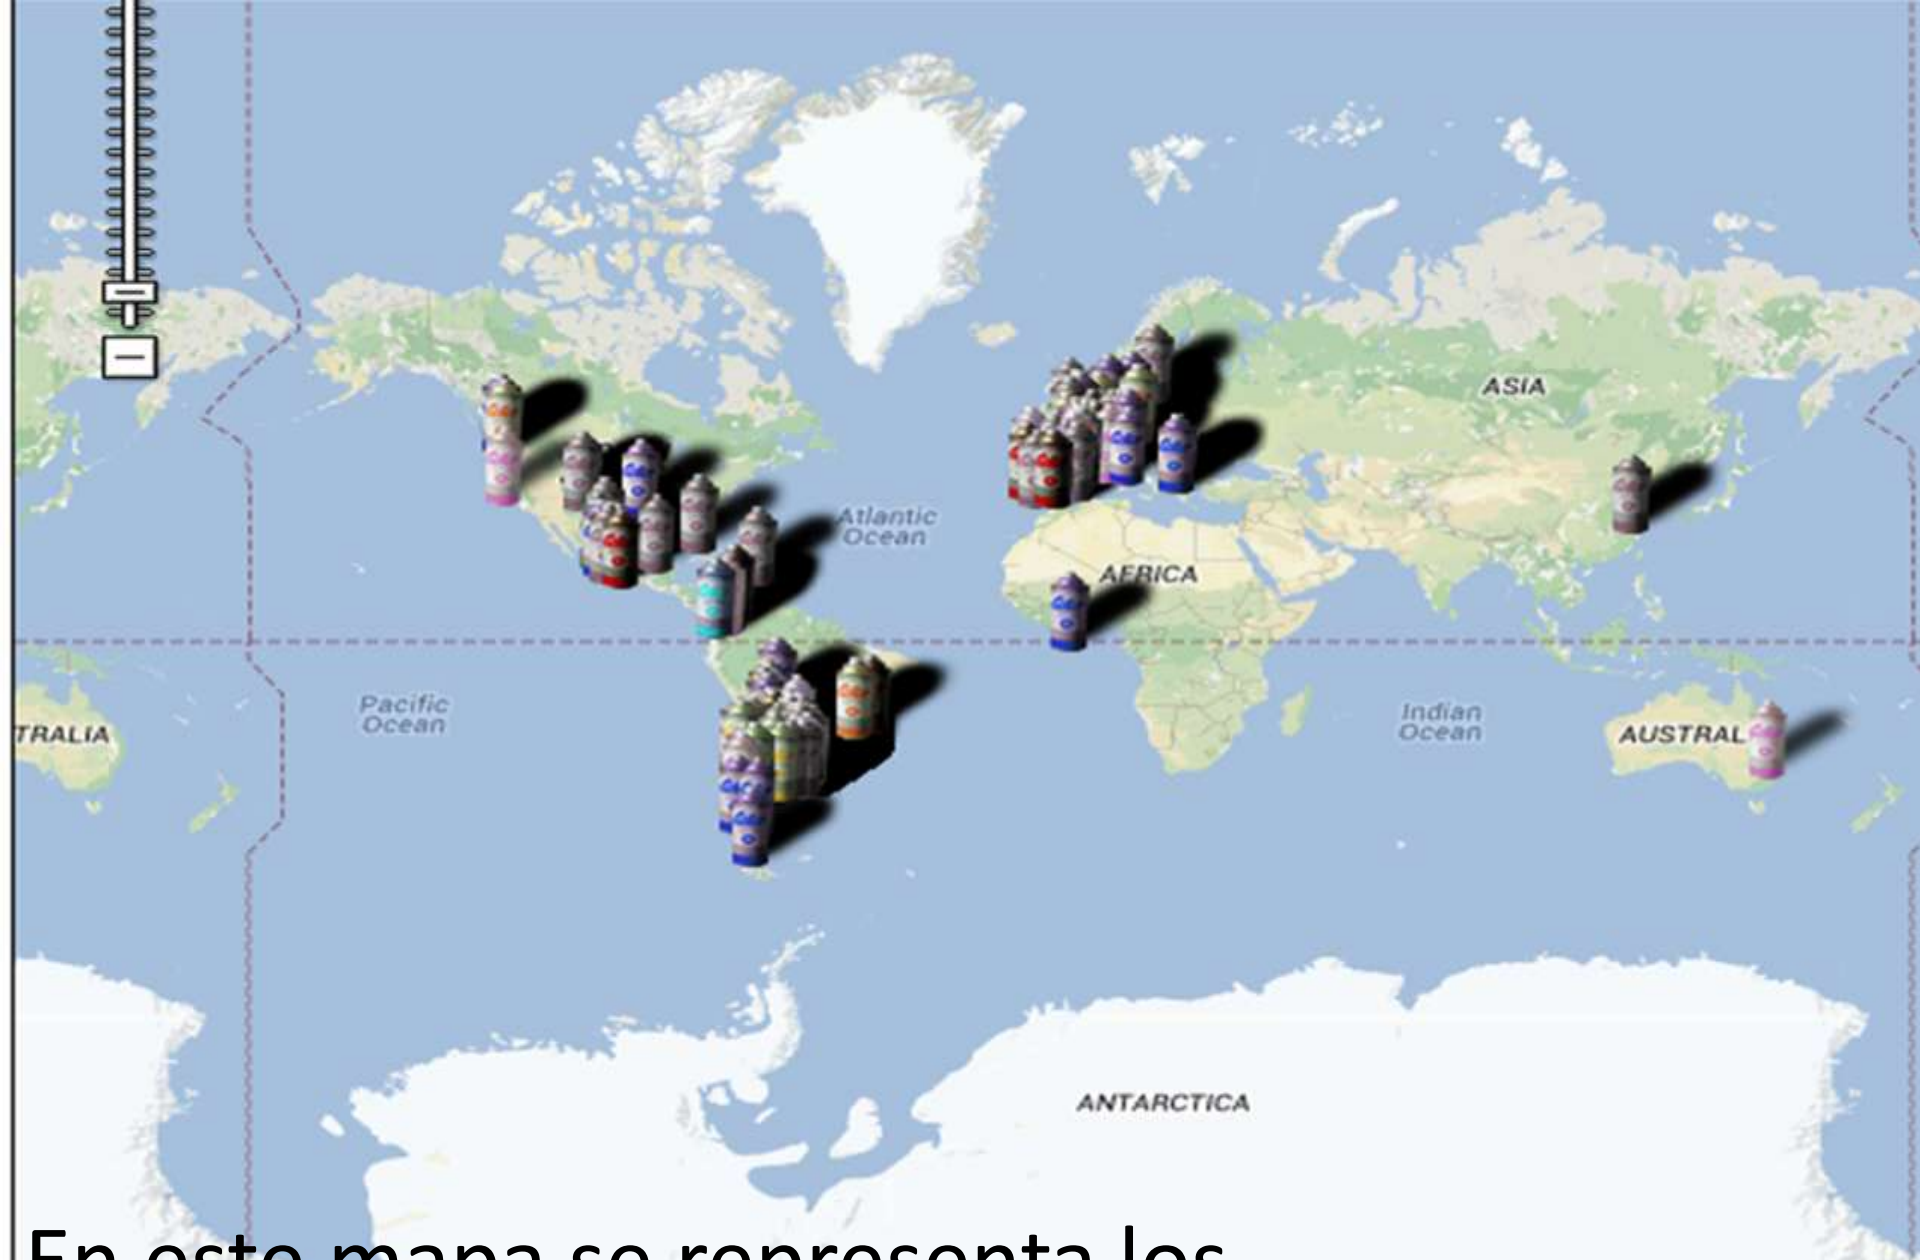 ASIA
Atlantic
Ocean
AFRICA
Pacific
Ocean
Indian
Ocean
TRALIA
AUSTRAL
ANTARCTICA
En este mapa se representa los